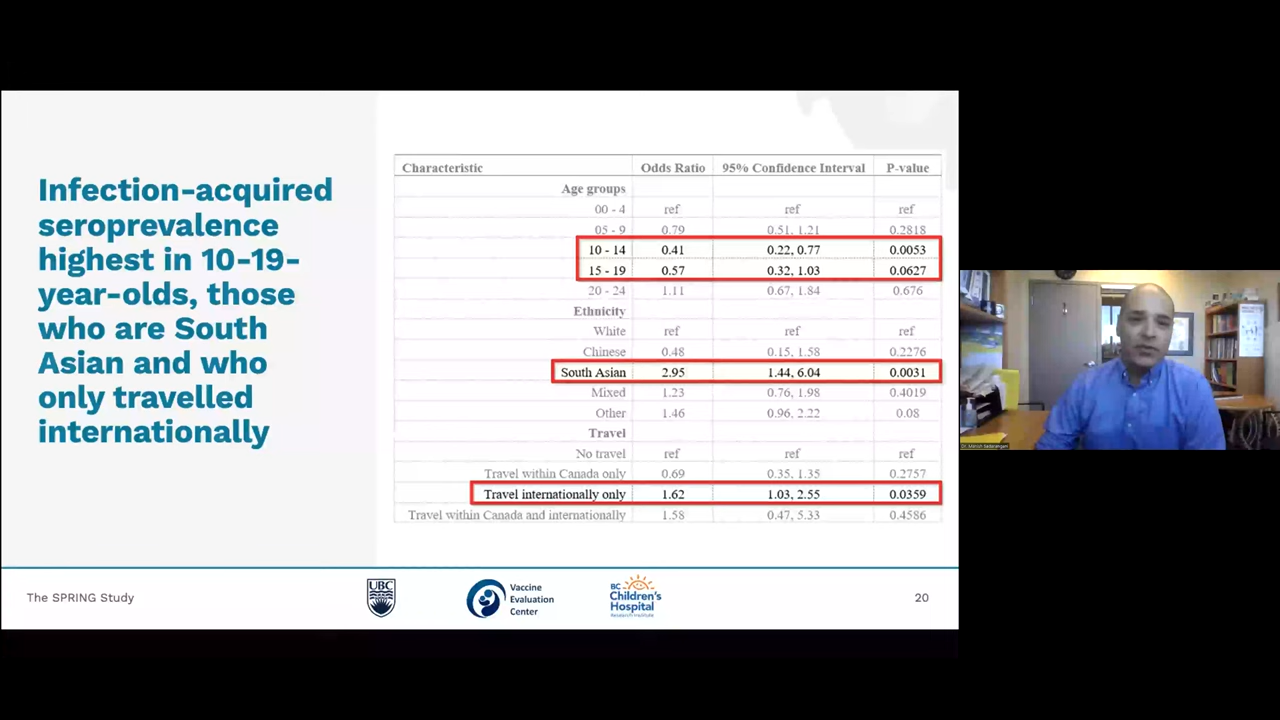 Infection-acquired
seroprevalence
highest in 10-19-
year-olds, those
who are South
Asian and who
only travelled
internationally
Characteristic Odds Ratio 95% Confidence Interval P-value
Age groups
00 - 4 ref ref ref
05 - 9 0.79 0.51, 1.21 0.2818
10 - 14 0.41 0.22, 0.77 0.0053
15 - 19 0.57 0.32, 1.03 0.0627
20 - 24 1.11 0.67, 1.84 0.676
Ethnicity
White ref ref ref
Chinese 0.48 0.15, 1.58 0.2276
South Asian 2.95 1.44, 6.04 0.0031
Mixed 1.23 0.76, 1.98 0.4019
Other 1.46 0.96, 2.22 0.08
Travel
No travel ref ref ref
Travel within Canada only 0.69 0.35, 1.35 0.2757
Travel internationally only 1.62 1.03, 2.55 0.0359
Travel within Canada and internationally 1.58 0.47, 5.33 0.4586
The SPRING Study
UBC
Vaccine
Evaluation
Center
BC
Children's
Hospital
Research Institute
20